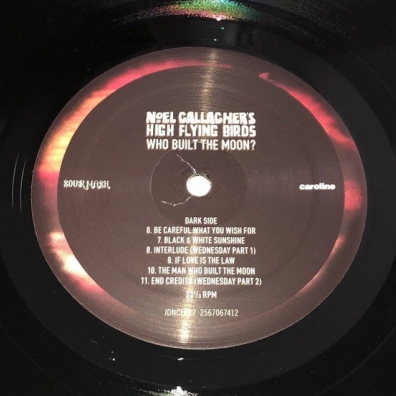 NOEL GALLAGHER'S
HIGH FLYING BIRDS
WHO BUILT THE MOON?
SOUR MASH
caroline
DARK SIDE
6. BE CAREFUL WHAT YOU WISH FOR
7. BLACK & WHITE SUNSHINE
8. INTERLUDE (WEDNESDAY PART 1)
9. IF LOVE IS THE LAW
10. THE MAN WHO BUILT THE MOON
11. END CREDITS (WEDNESDAY PART 2)
33⅓ RPM
2567067412